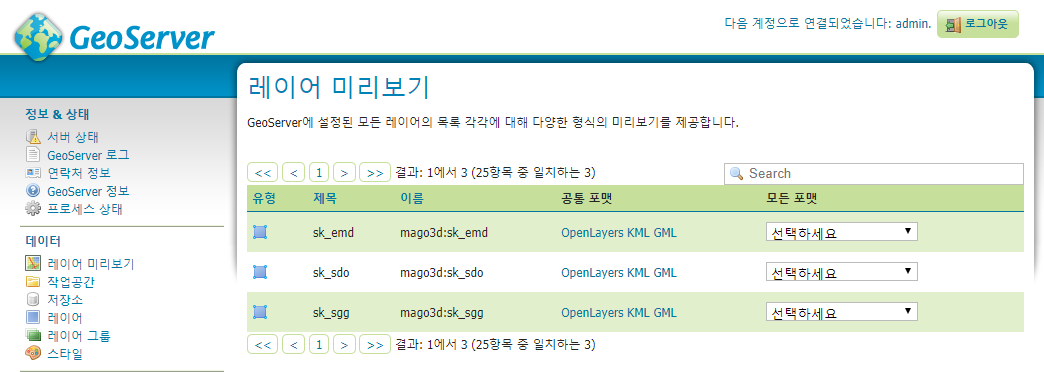 GeoServer
다음 계정으로 연결되었습니다: admin. 로그아웃
정보 & 상태
서버 상태
GeoServer 로그
연락처 정보
GeoServer 정보
프로세스 상태
데이터
레이어 미리보기
작업공간
저장소
레이어
레이어 그룹
스타일
레이어 미리보기
GeoServer에 설정된 모든 레이어의 목록 각각에 대해 다양한 형식의 미리보기를 제공합니다.
<< < 1 > >> 결과: 1에서 3 (25항목 중 일치하는 3) Search
유형 제목 이름 공통 포맷 모든 포맷
sk_emd mago3d:sk_emd OpenLayers KML GML 선택하세요
sk_sdo mago3d:sk_sdo OpenLayers KML GML 선택하세요
sk_sgg mago3d:sk_sgg OpenLayers KML GML 선택하세요
<< < 1 > >> 결과: 1에서 3 (25항목 중 일치하는 3)